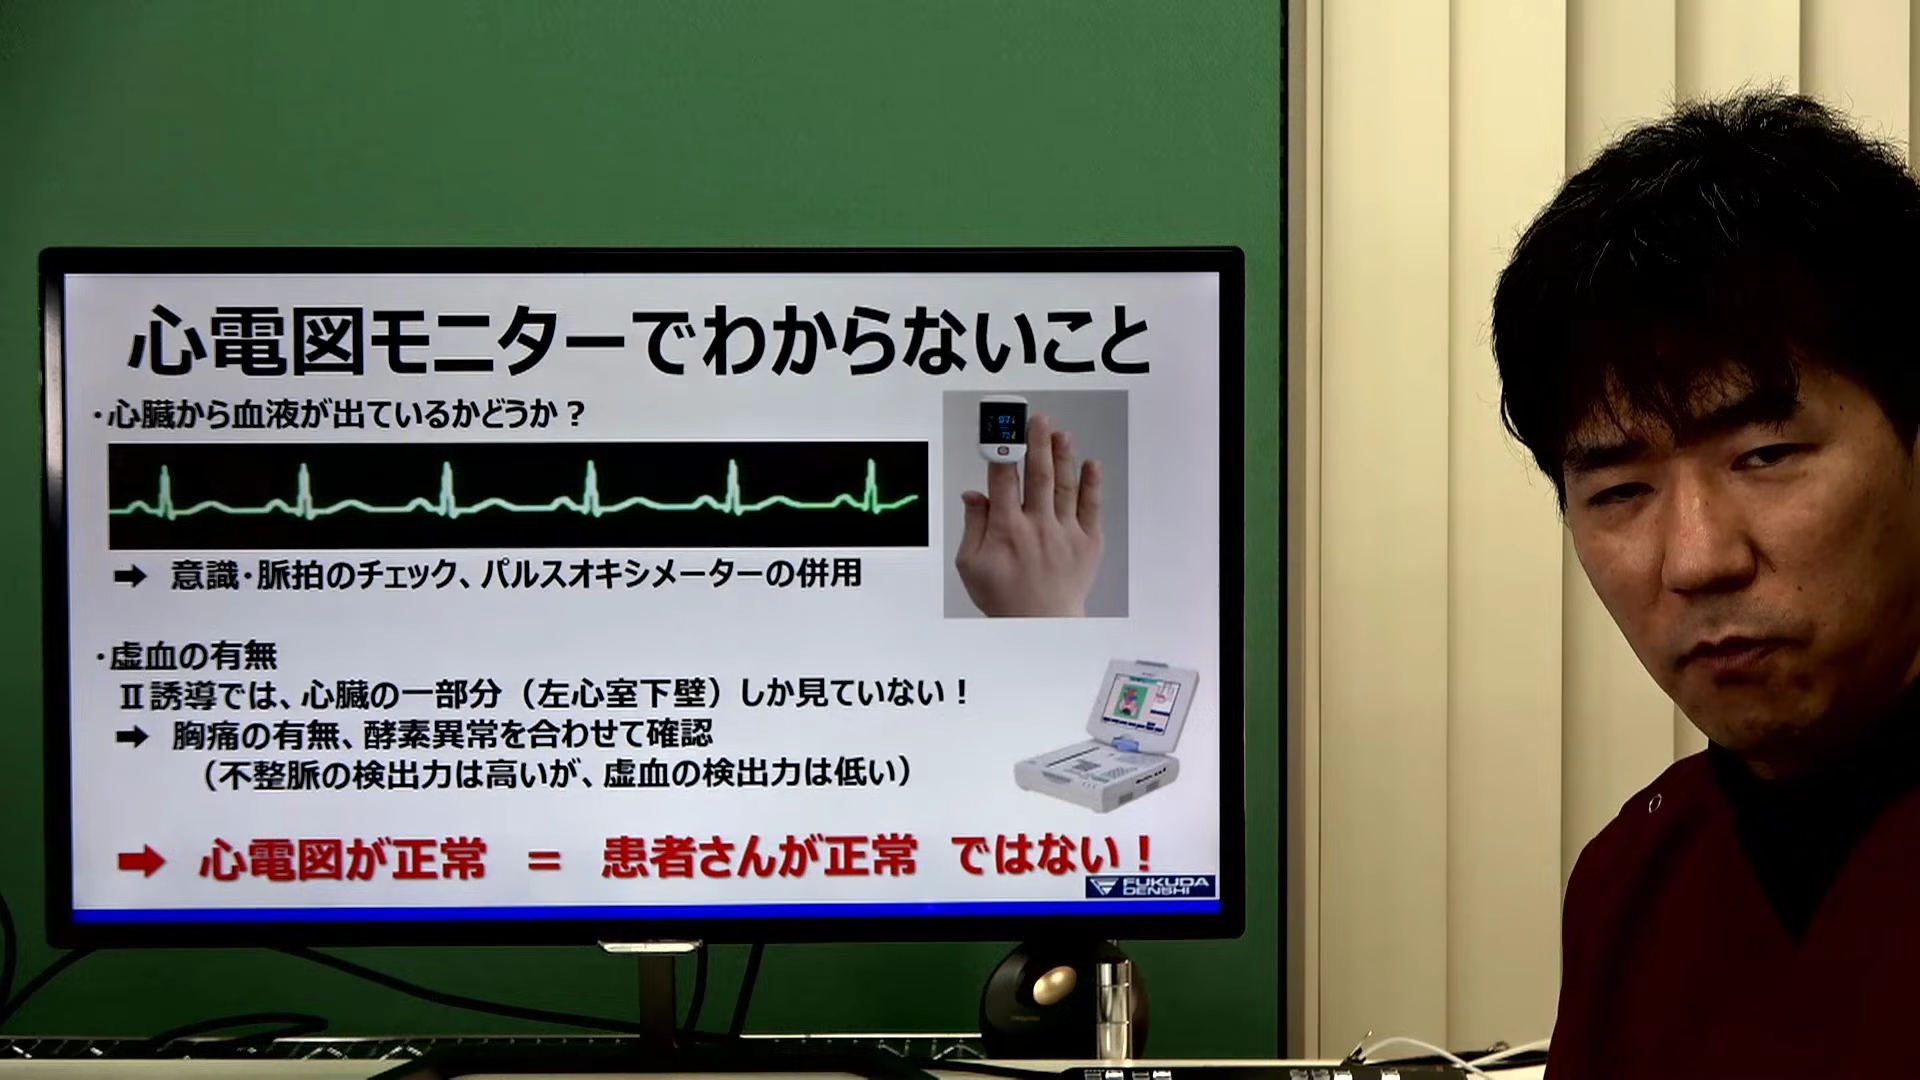 心電図モニターでわからないこと
・心臓から血液が出ているかどうか？
➡ 意識・脈拍のチェック、パルスオキシメーターの併用
・虚血の有無
Ⅱ誘導では、心臓の一部分（左心室下壁）しか見ていない！
➡ 胸痛の有無、酵素異常を合わせて確認
（不整脈の検出力は高いが、虚血の検出力は低い）
➡ 心電図が正常 ＝ 患者さんが正常 ではない！
FUKUDA
DENSHI